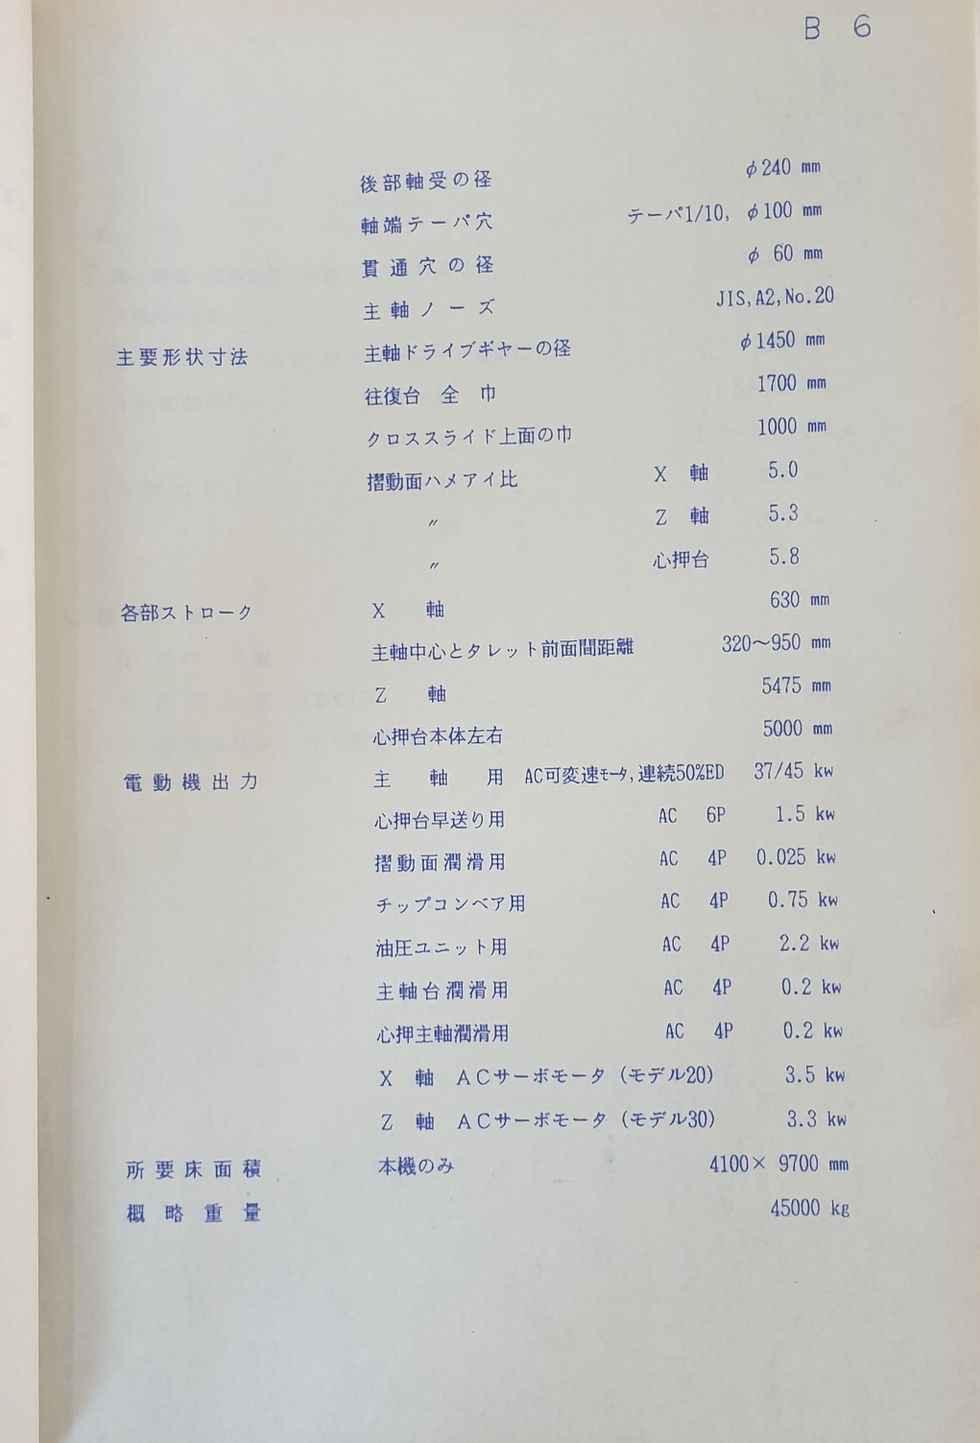 B 6
後部軸受の径 φ240 mm
軸端テーパ穴 テーパ1/10, φ100 mm
貫通穴の径 φ 60 mm
主軸ノーズ JIS,A2,No.20
主要形状寸法 主軸ドライブギヤーの径 φ1450 mm
往復台 全 巾 1700 mm
クロススライド上面の巾 1000 mm
摺動面ハメアイ比 X 軸 5.0
〃 Z 軸 5.3
〃 心押台 5.8
各部ストローク X 軸 630 mm
主軸中心とタレット前面間距離 320〜950 mm
Z 軸 5475 mm
心押台本体左右 5000 mm
電動機出力 主 軸 用 AC可変速モータ,連続50%ED 37/45 kw
心押台早送り用 AC 6P 1.5 kw
摺動面潤滑用 AC 4P 0.025 kw
チップコンベア用 AC 4P 0.75 kw
油圧ユニット用 AC 4P 2.2 kw
主軸台潤滑用 AC 4P 0.2 kw
心押主軸潤滑用 AC 4P 0.2 kw
X 軸 ACサーボモータ(モデル20) 3.5 kw
Z 軸 ACサーボモータ(モデル30) 3.3 kw
所要床面積 本機のみ 4100× 9700 mm
概略重量 45000 kg